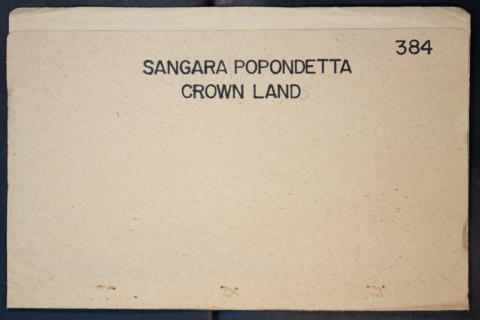 384
SANGARA POPONDETTA
CROWN LAND